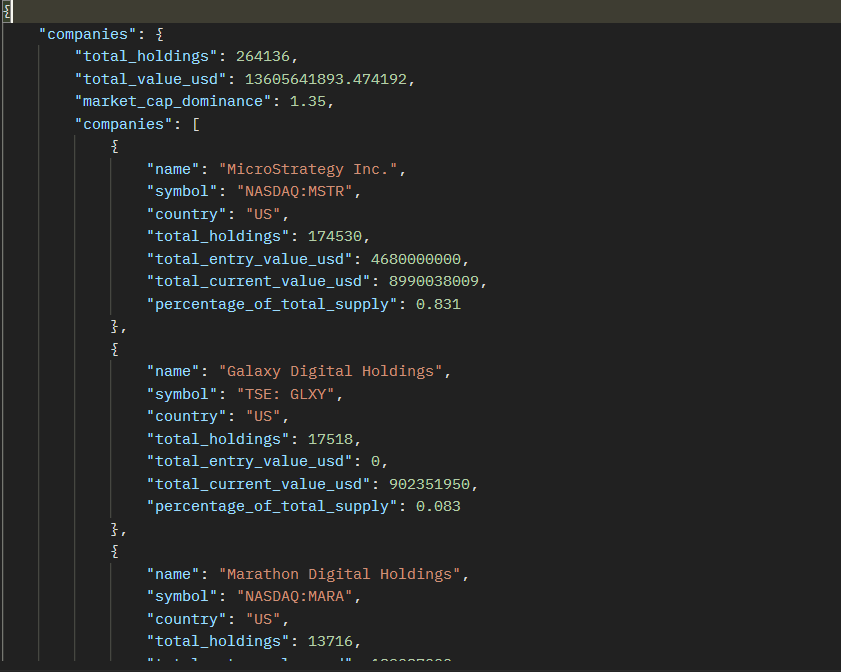 {
"companies": {
"total_holdings": 264136,
"total_value_usd": 13605641893.474192,
"market_cap_dominance": 1.35,
"companies": [
{
"name": "MicroStrategy Inc.",
"symbol": "NASDAQ:MSTR",
"country": "US",
"total_holdings": 174530,
"total_entry_value_usd": 4680000000,
"total_current_value_usd": 8990038009,
"percentage_of_total_supply": 0.831
},
{
"name": "Galaxy Digital Holdings",
"symbol": "TSE: GLXY",
"country": "US",
"total_holdings": 17518,
"total_entry_value_usd": 0,
"total_current_value_usd": 902351950,
"percentage_of_total_supply": 0.083
},
{
"name": "Marathon Digital Holdings",
"symbol": "NASDAQ:MARA",
"country": "US",
"total_holdings": 13716,